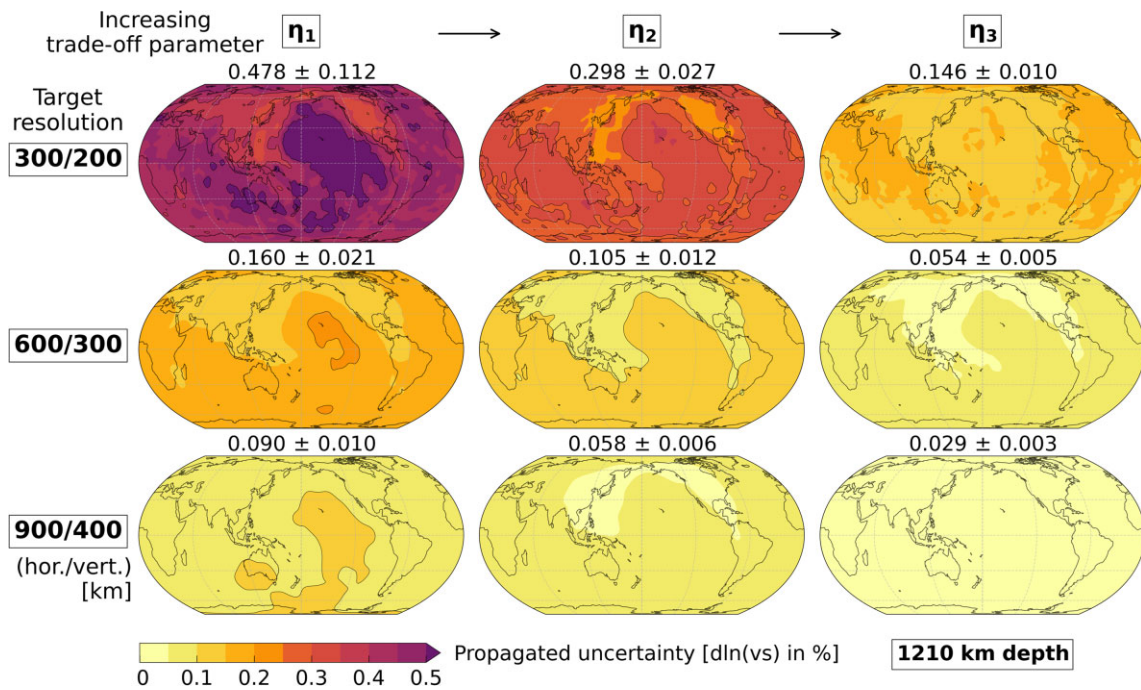 Increasing
trade-off parameter
η₁
η₂
η₃
0.478 ± 0.112
0.298 ± 0.027
0.146 ± 0.010
Target
resolution
300/200
0.160 ± 0.021
0.105 ± 0.012
0.054 ± 0.005
600/300
0.090 ± 0.010
0.058 ± 0.006
0.029 ± 0.003
900/400
(hor./vert.)
[km]
Propagated uncertainty [dln(vs) in %]
1210 km depth
0 0.1 0.2 0.3 0.4 0.5